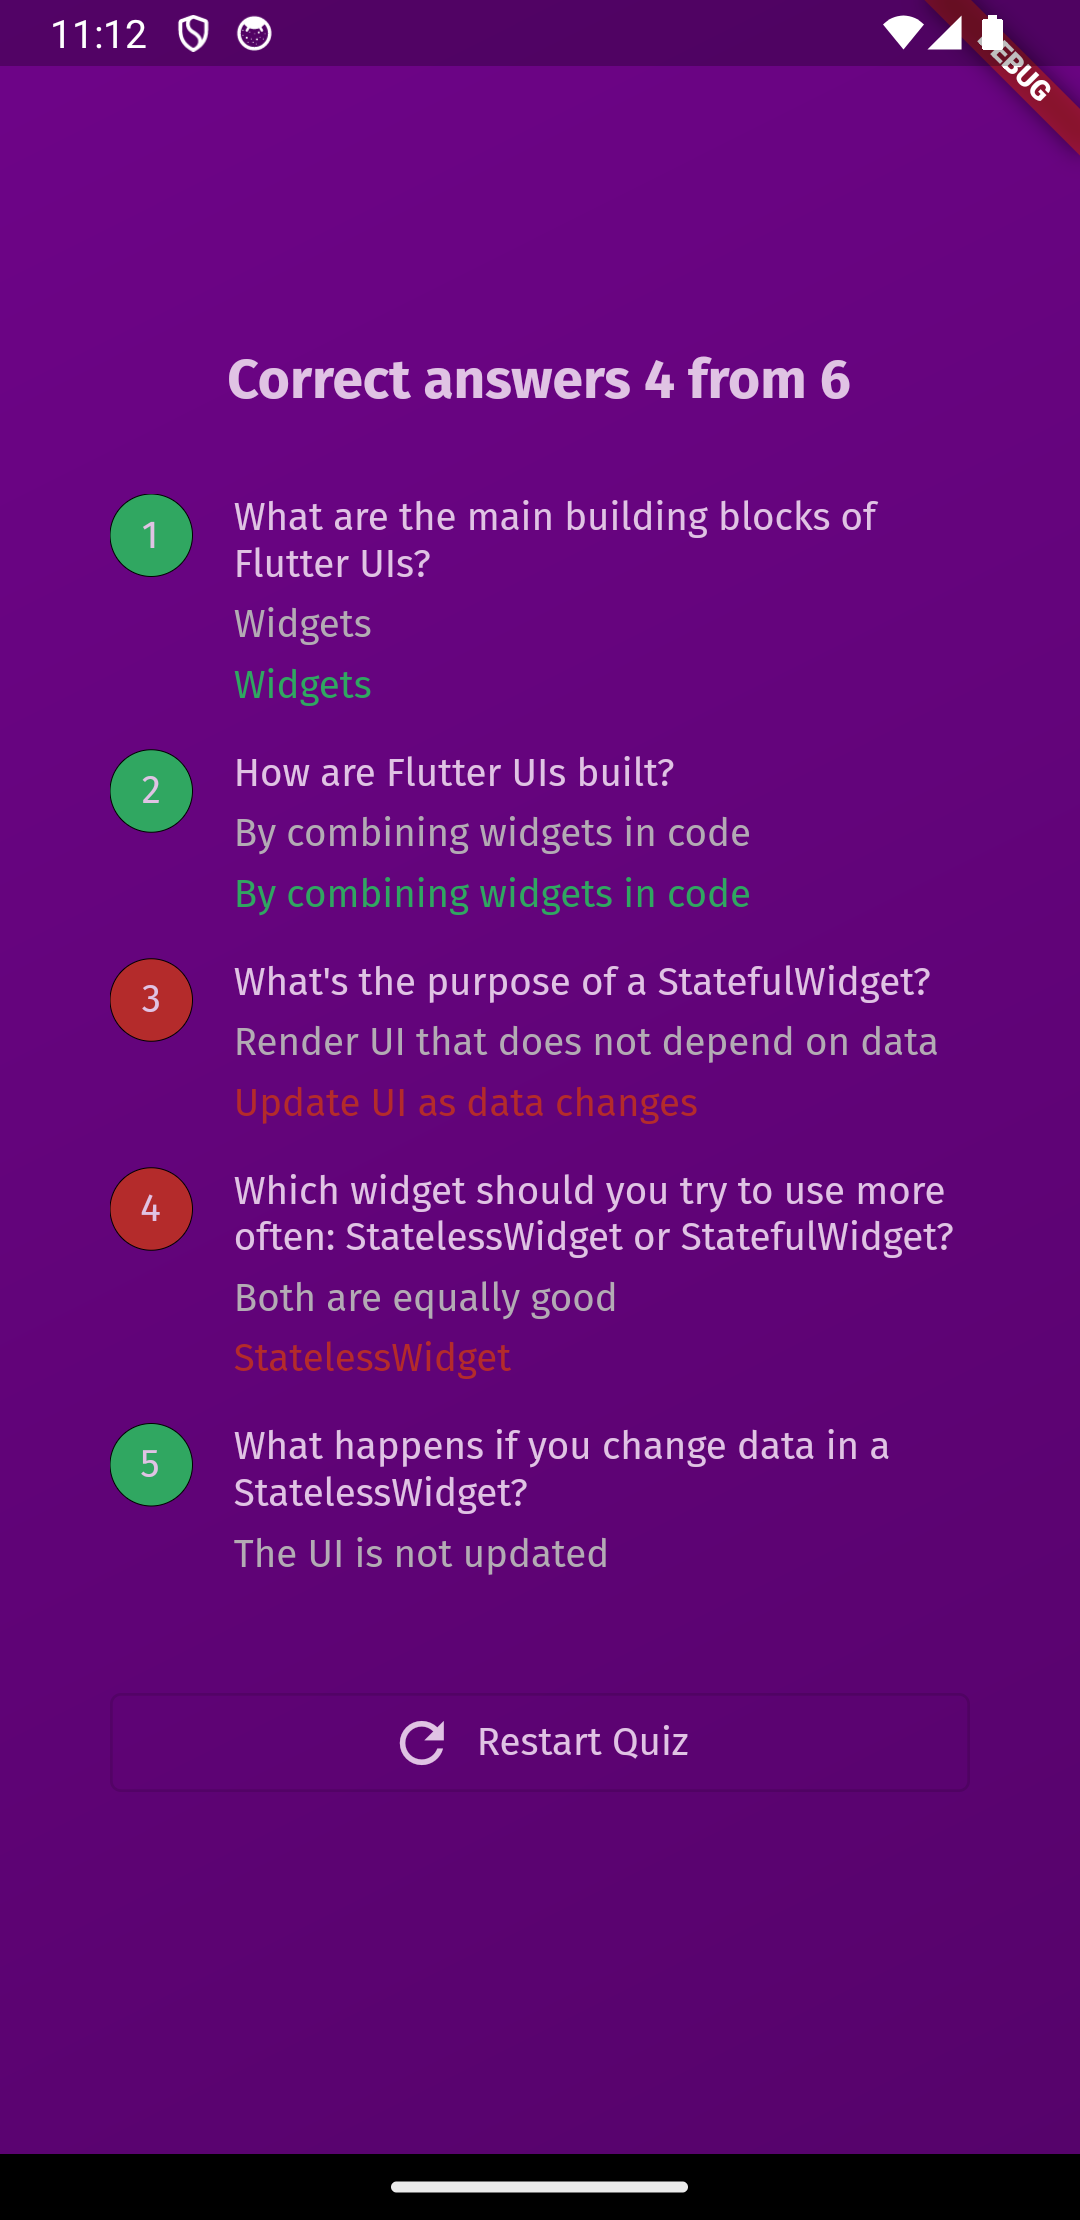 11:12
DEBUG
Correct answers 4 from 6
1
What are the main building blocks of
Flutter UIs?
Widgets
Widgets
2
How are Flutter UIs built?
By combining widgets in code
By combining widgets in code
3
What's the purpose of a StatefulWidget?
Render UI that does not depend on data
Update UI as data changes
4
Which widget should you try to use more
often: StatelessWidget or StatefulWidget?
Both are equally good
StatelessWidget
5
What happens if you change data in a
StatelessWidget?
The UI is not updated
Restart Quiz